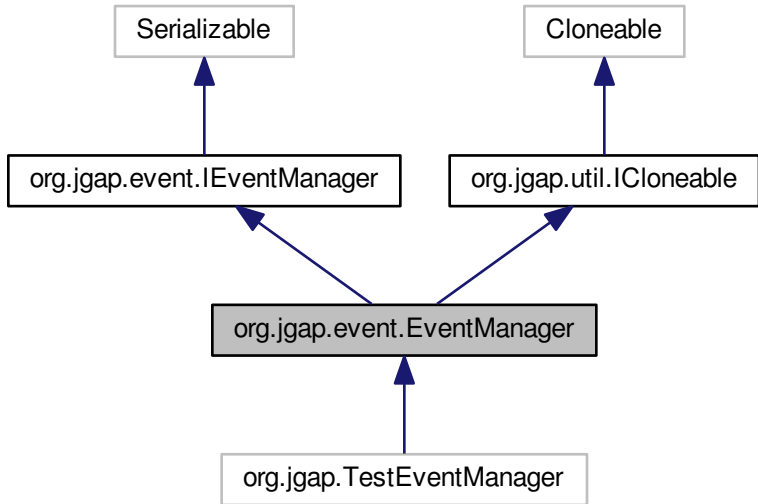 Serializable
Cloneable
org.jgap.event.IEventManager
org.jgap.util.ICloneable
org.jgap.event.EventManager
org.jgap.TestEventManager